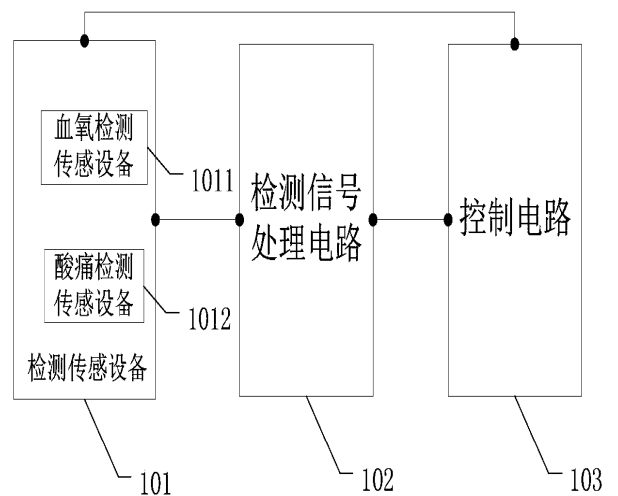 血氧检测
传感设备
1011
检测信号
处理电路
控制电路
酸痛检测
传感设备
1012
检测传感设备
101
102
103